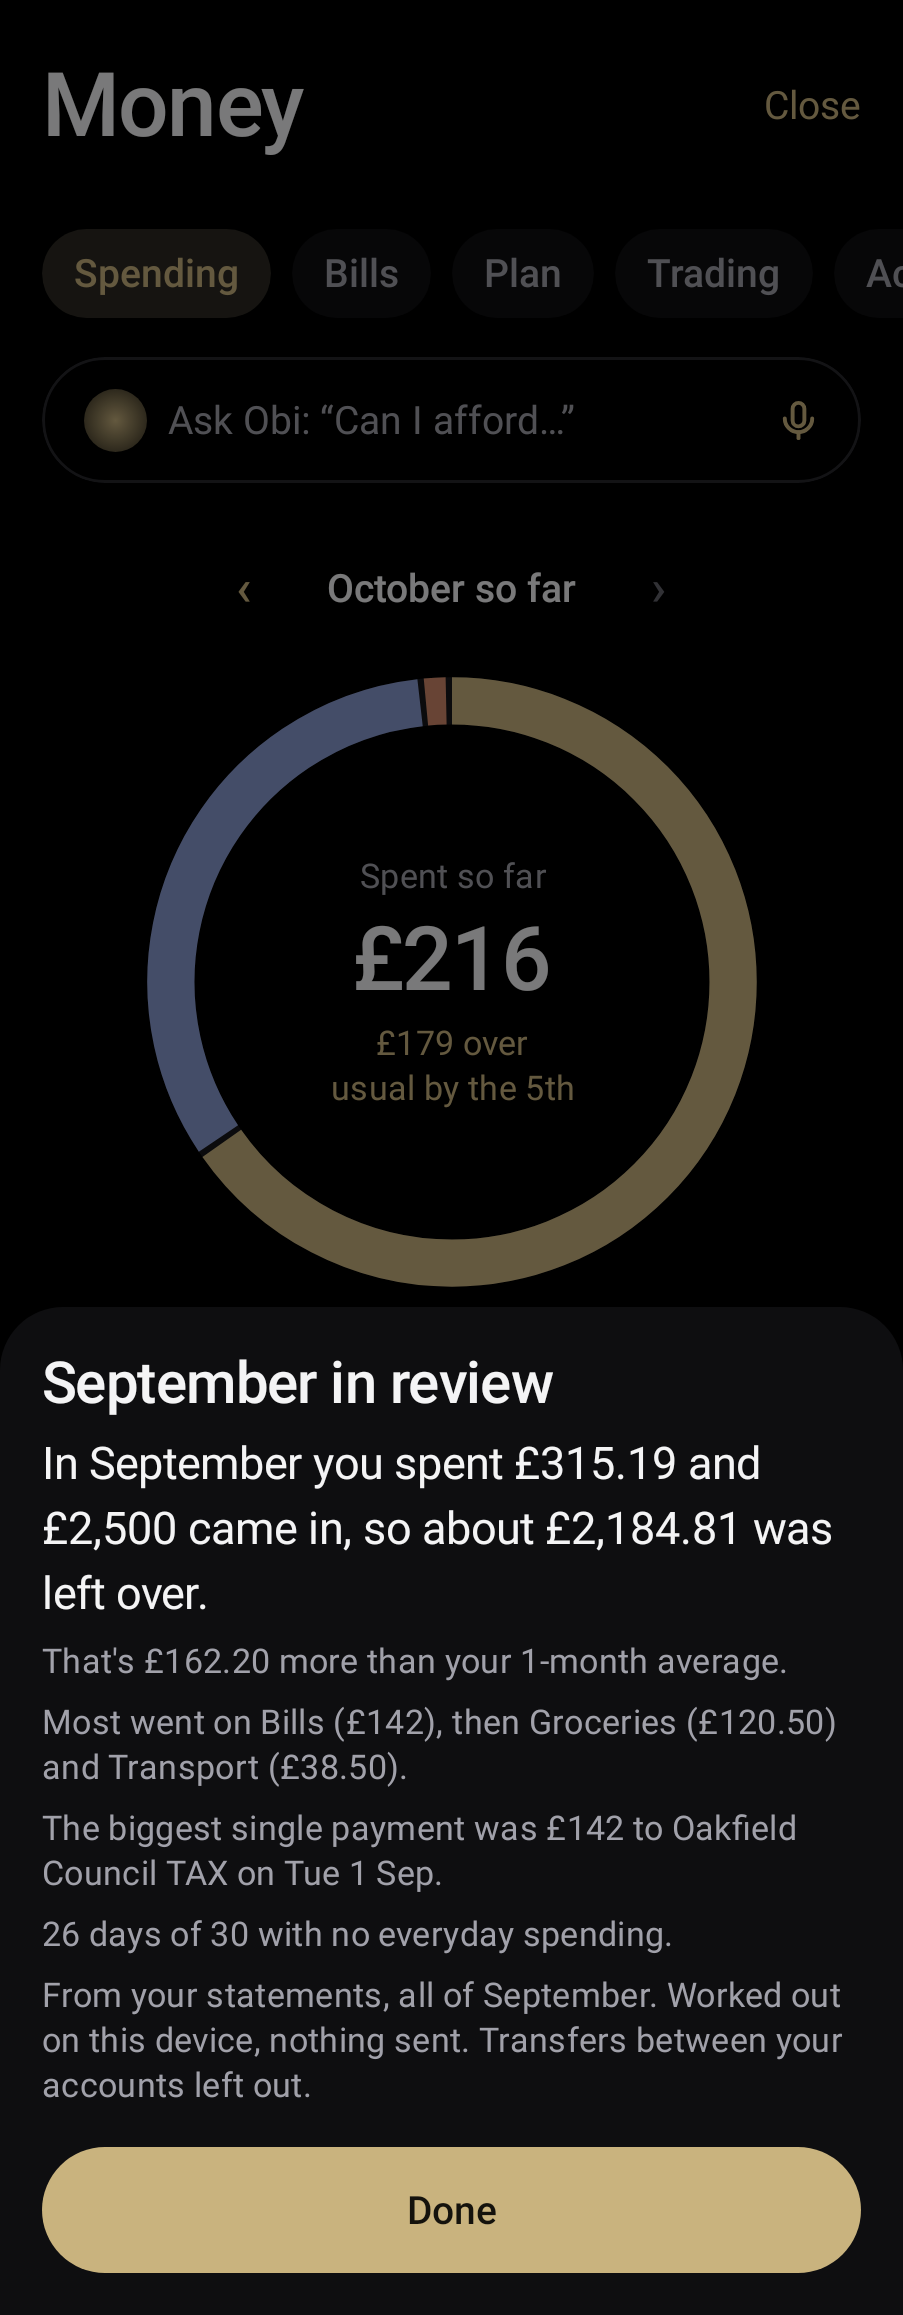 Money
Close
Spending
Bills
Plan
Trading
Ask Obi: “Can I afford…”
‹
October so far
›
Spent so far
£216
£179 over
usual by the 5th
September in review
In September you spent £315.19 and
£2,500 came in, so about £2,184.81 was
left over.
That's £162.20 more than your 1-month average.
Most went on Bills (£142), then Groceries (£120.50)
and Transport (£38.50).
The biggest single payment was £142 to Oakfield
Council TAX on Tue 1 Sep.
26 days of 30 with no everyday spending.
From your statements, all of September. Worked out
on this device, nothing sent. Transfers between your
accounts left out.
Done